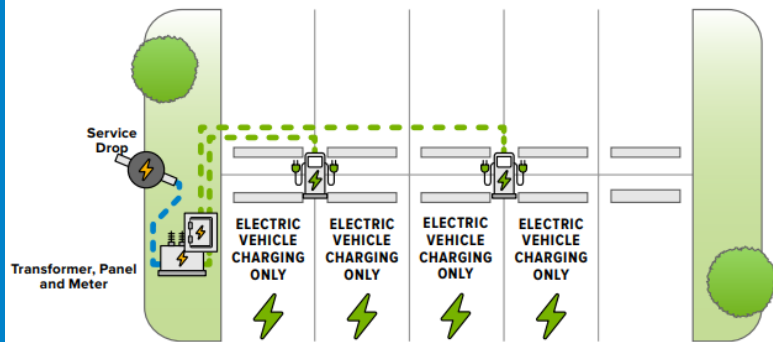 Service
Drop
Transformer, Panel
and Meter
ELECTRIC
VEHICLE
CHARGING
ONLY
ELECTRIC
VEHICLE
CHARGING
ONLY
ELECTRIC
VEHICLE
CHARGING
ONLY
ELECTRIC
VEHICLE
CHARGING
ONLY